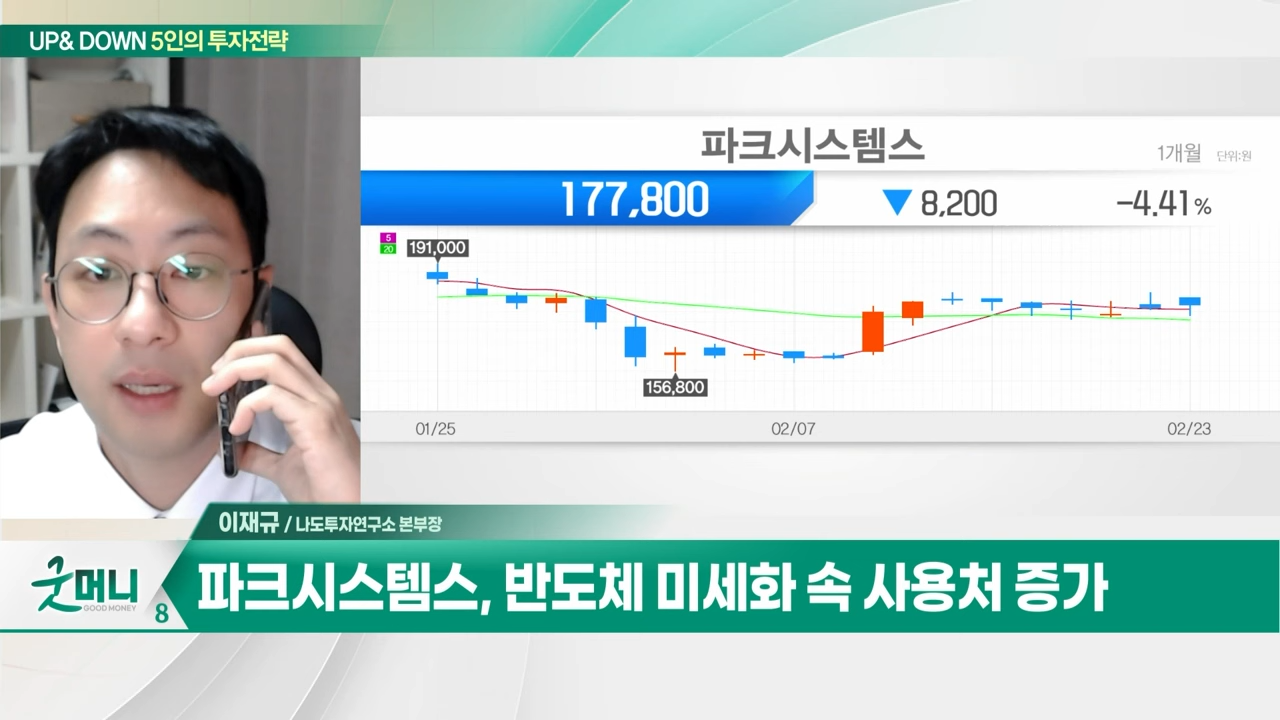 UP& DOWN 5인의 투자전략
파크시스템스
1개월 단위:원
177,800 ▼ 8,200 -4.41%
5
20
191,000
156,800
01/25 02/07 02/23
이재규 / 나도투자연구소 본부장
굿머니
GOOD MONEY
8
파크시스템스, 반도체 미세화 속 사용처 증가